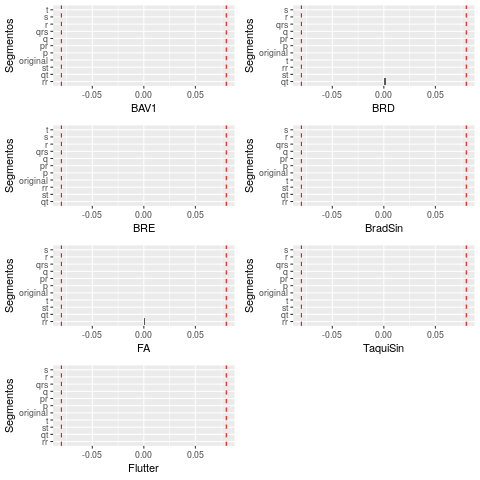 Segmentos
t
s
r
qrs
q
pr
p
original
st
qt
rr
-0.05 0.00 0.05
BAV1
Segmentos
s
r
qrs
q
pr
p
original
t
st
qt
rr
-0.05 0.00 0.05
BRD
Segmentos
t
s
r
qrs
q
pr
p
original
rr
st
qt
-0.05 0.00 0.05
BRE
Segmentos
s
r
qrs
q
pr
p
original
t
rr
st
qt
-0.05 0.00 0.05
BradSin
Segmentos
s
r
qrs
q
pr
p
original
t
st
qt
rr
-0.05 0.00 0.05
FA
Segmentos
s
r
qrs
q
pr
p
original
t
st
qt
rr
-0.05 0.00 0.05
TaquiSin
Segmentos
s
r
qrs
q
pr
p
original
t
st
qt
rr
-0.05 0.00 0.05
Flutter